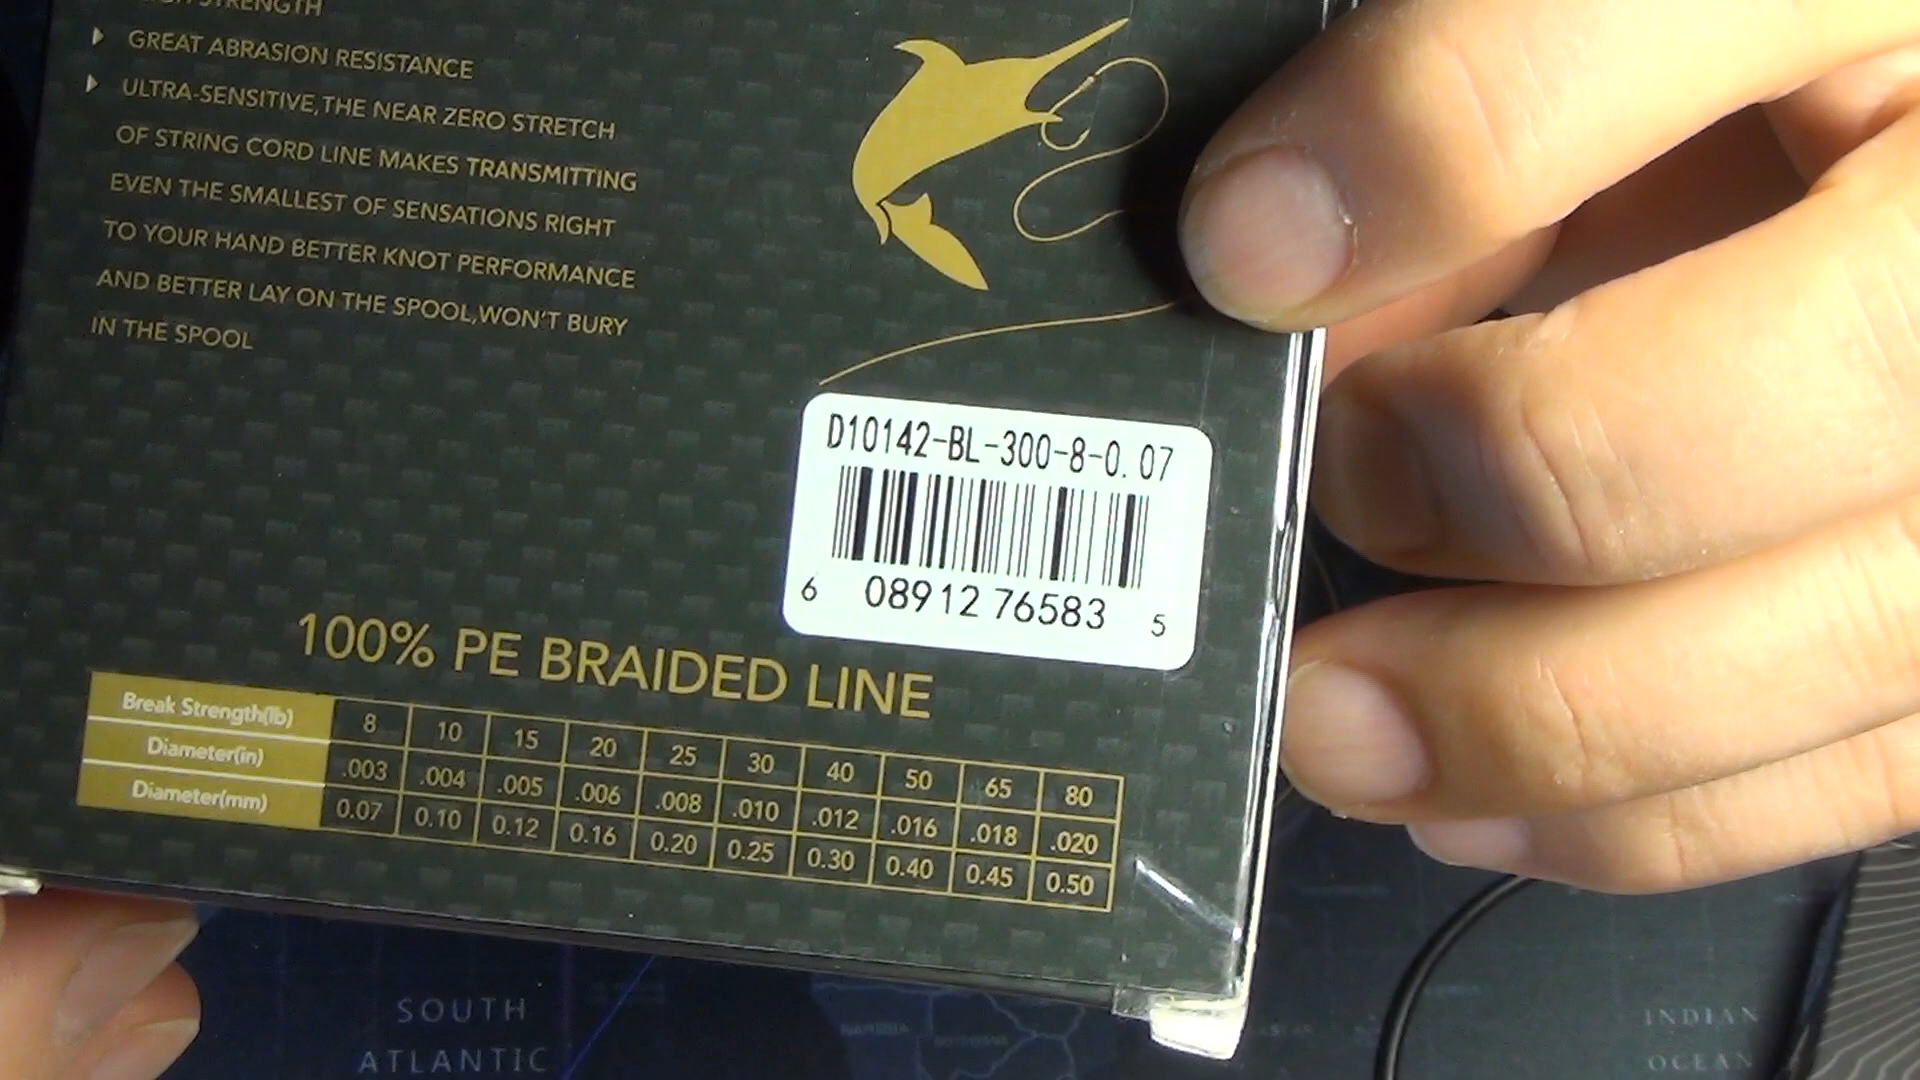 STRENGTH
GREAT ABRASION RESISTANCE
ULTRA-SENSITIVE,THE NEAR ZERO STRETCH
OF STRING CORD LINE MAKES TRANSMITTING
EVEN THE SMALLEST OF SENSATIONS RIGHT
TO YOUR HAND BETTER KNOT PERFORMANCE
AND BETTER LAY ON THE SPOOL,WON'T BURY
IN THE SPOOL
D10142-BL-300-8-0.07
6 08912 76583 5
100% PE BRAIDED LINE
Break Strength(lb) 8 10 15 20 25 30 40 50 65 80
Diameter(in) .003 .004 .005 .006 .008 .010 .012 .016 .018 .020
Diameter(mm) 0.07 0.10 0.12 0.16 0.20 0.25 0.30 0.40 0.45 0.50
SOUTH
ATLANTIC
NAMIBIA
BOTSWANA
INDIAN
OCEAN